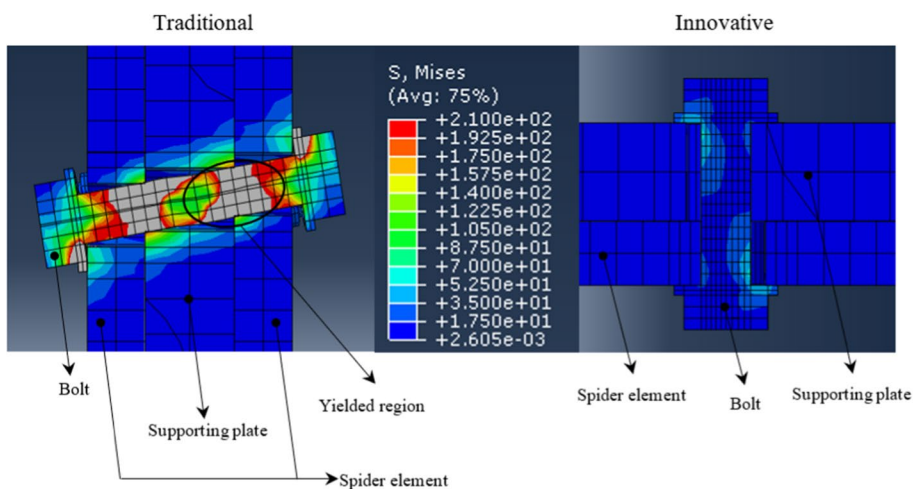 Traditional
Innovative
S, Mises
(Avg: 75%)
+2.100e+02
+1.925e+02
+1.750e+02
+1.575e+02
+1.400e+02
+1.225e+02
+1.050e+02
+8.750e+01
+7.000e+01
+5.250e+01
+3.500e+01
+1.750e+01
+2.605e-03
Bolt
Supporting plate
Yielded region
Spider element
Spider element
Bolt
Supporting plate